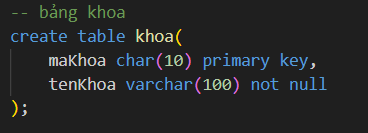 -- bảng khoa
create table khoa(
    maKhoa char(10) primary key,
    tenKhoa varchar(100) not null
);